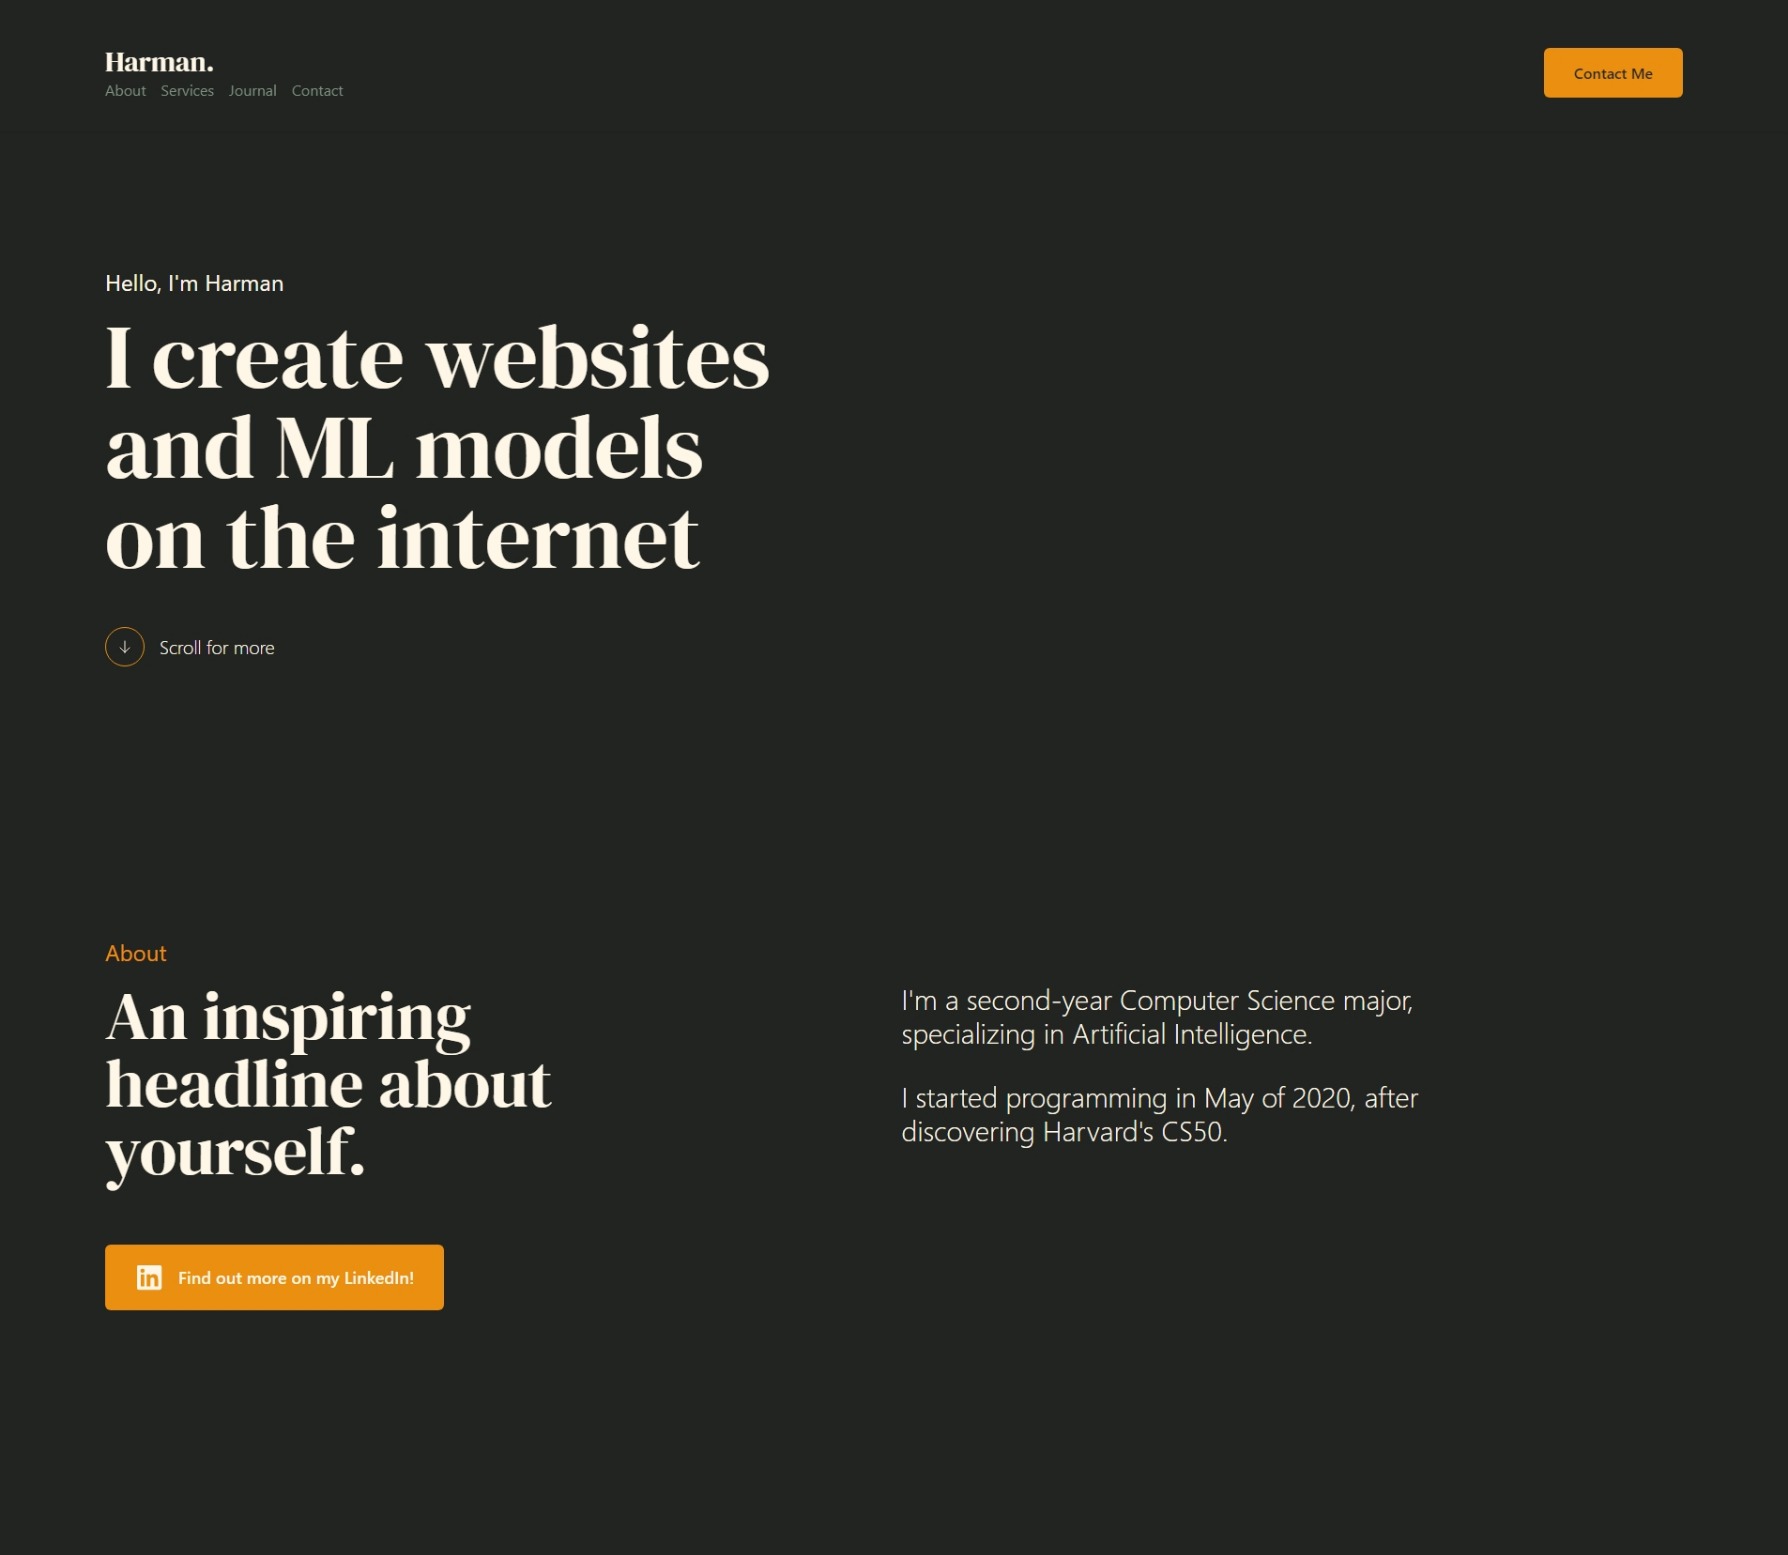 Harman.
About Services Journal Contact
Contact Me
Hello, I'm Harman
I create websites
and ML models
on the internet
Scroll for more
About
An inspiring
headline about
yourself.
Find out more on my LinkedIn!
I'm a second-year Computer Science major,
specializing in Artificial Intelligence.
I started programming in May of 2020, after
discovering Harvard's CS50.